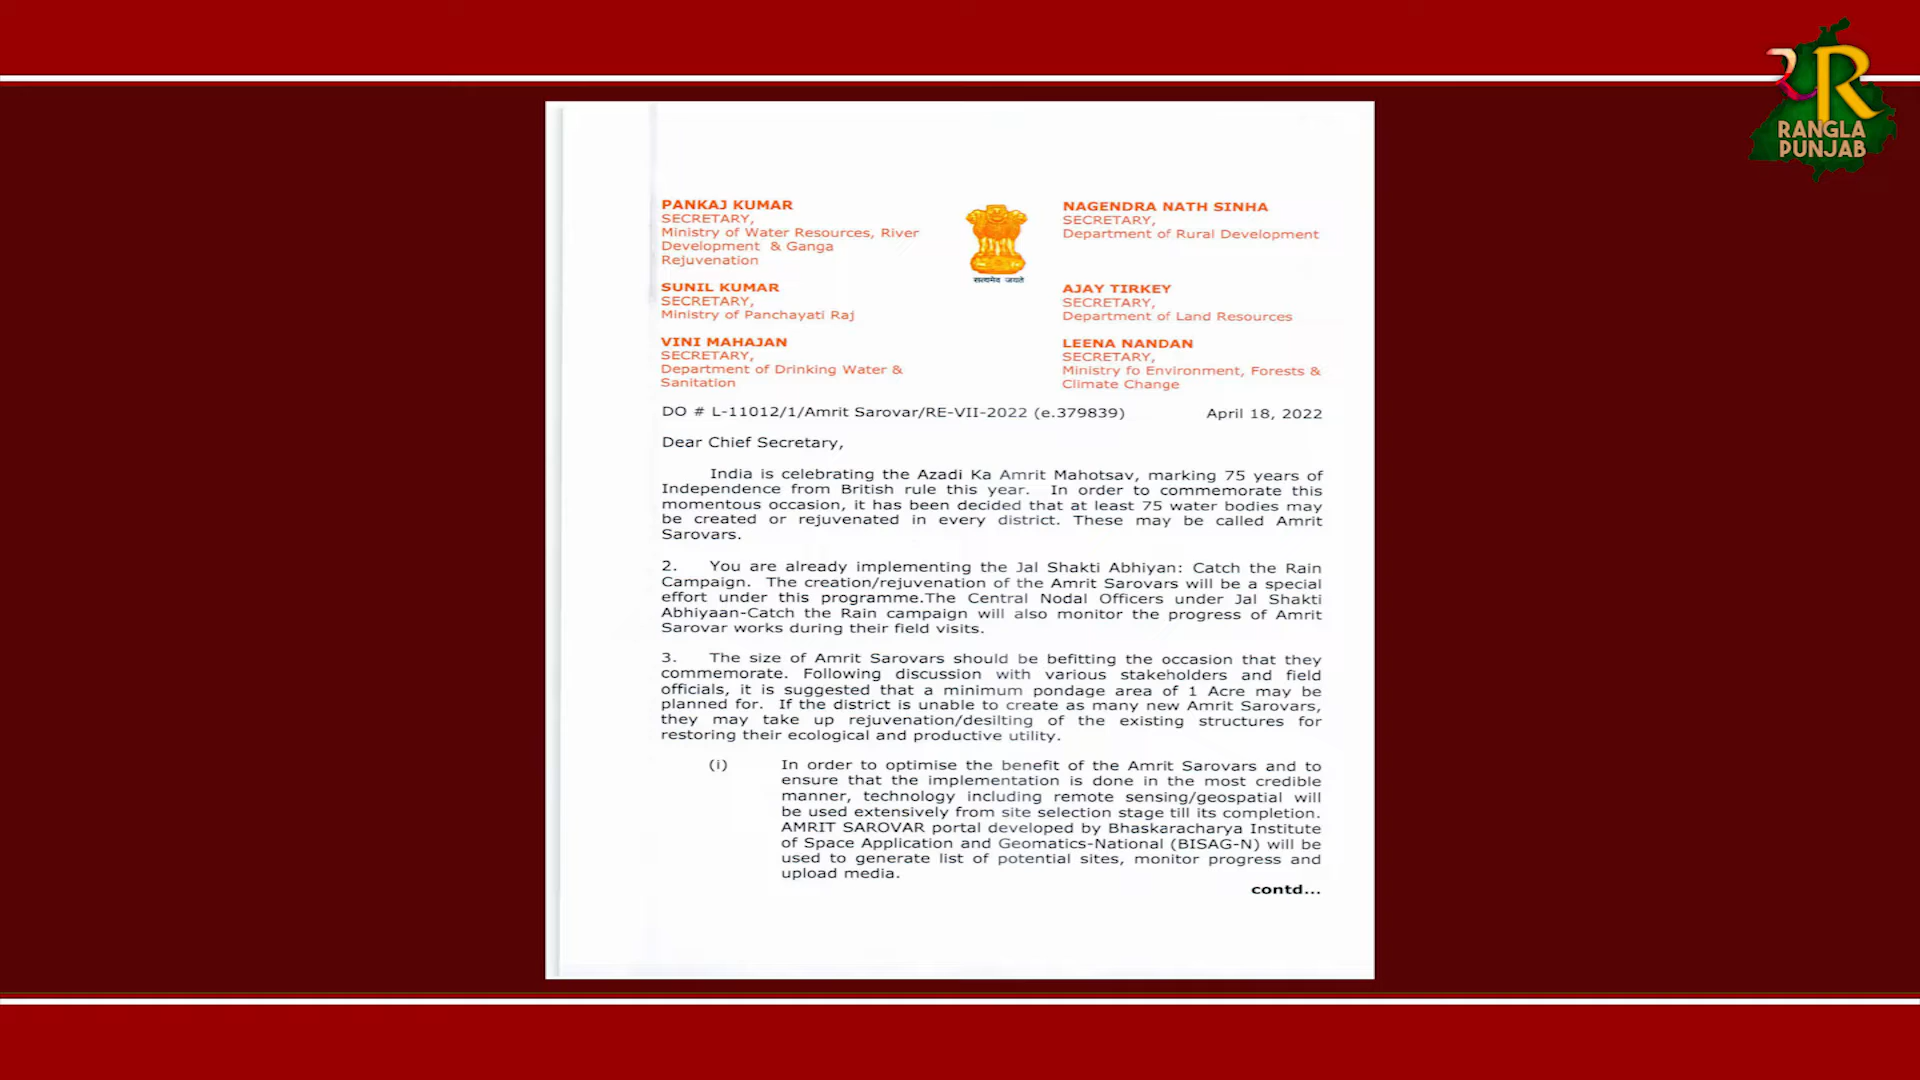 RANGLA
PUNJAB
PANKAJ KUMAR
SECRETARY,
Ministry of Water Resources, River
Development & Ganga
Rejuvenation
SUNIL KUMAR
SECRETARY,
Ministry of Panchayati Raj
VINI MAHAJAN
SECRETARY,
Department of Drinking Water &
Sanitation
सत्यमेव जयते
NAGENDRA NATH SINHA
SECRETARY,
Department of Rural Development
AJAY TIRKEY
SECRETARY,
Department of Land Resources
LEENA NANDAN
SECRETARY,
Ministry fo Environment, Forests &
Climate Change
DO # L-11012/1/Amrit Sarovar/RE-VII-2022 (e.379839) April 18, 2022
Dear Chief Secretary,
India is celebrating the Azadi Ka Amrit Mahotsav, marking 75 years of
Independence from British rule this year. In order to commemorate this
momentous occasion, it has been decided that at least 75 water bodies may
be created or rejuvenated in every district. These may be called Amrit
Sarovars.
2. You are already implementing the Jal Shakti Abhiyan: Catch the Rain
Campaign. The creation/rejuvenation of the Amrit Sarovars will be a special
effort under this programme.The Central Nodal Officers under Jal Shakti
Abhiyaan-Catch the Rain campaign will also monitor the progress of Amrit
Sarovar works during their field visits.
3. The size of Amrit Sarovars should be befitting the occasion that they
commemorate. Following discussion with various stakeholders and field
officials, it is suggested that a minimum pondage area of 1 Acre may be
planned for. If the district is unable to create as many new Amrit Sarovars,
they may take up rejuvenation/desilting of the existing structures for
restoring their ecological and productive utility.
(i) In order to optimise the benefit of the Amrit Sarovars and to
ensure that the implementation is done in the most credible
manner, technology including remote sensing/geospatial will
be used extensively from site selection stage till its completion.
AMRIT SAROVAR portal developed by Bhaskaracharya Institute
of Space Application and Geomatics-National (BISAG-N) will be
used to generate list of potential sites, monitor progress and
upload media.
contd...